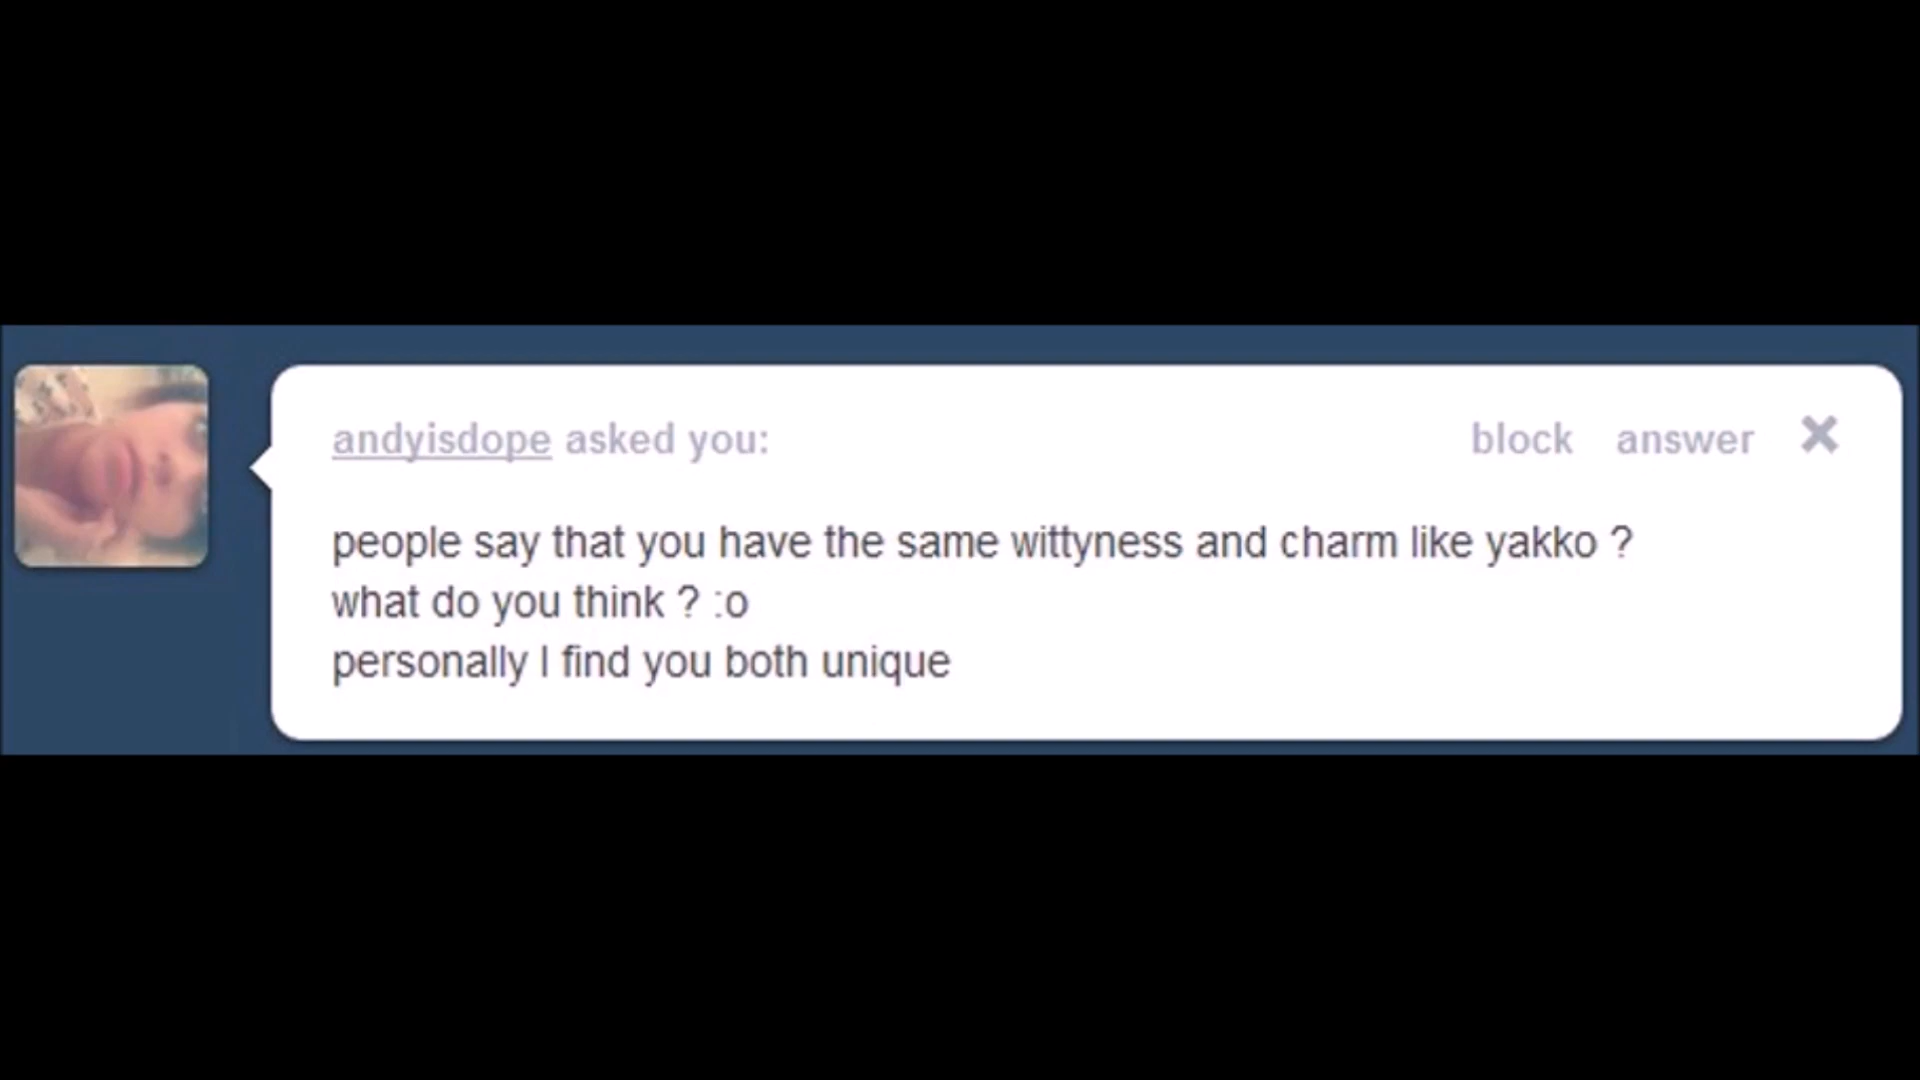 andyisdope asked you: block answer
people say that you have the same wittyness and charm like yakko ?
what do you think ? :o
personally I find you both unique